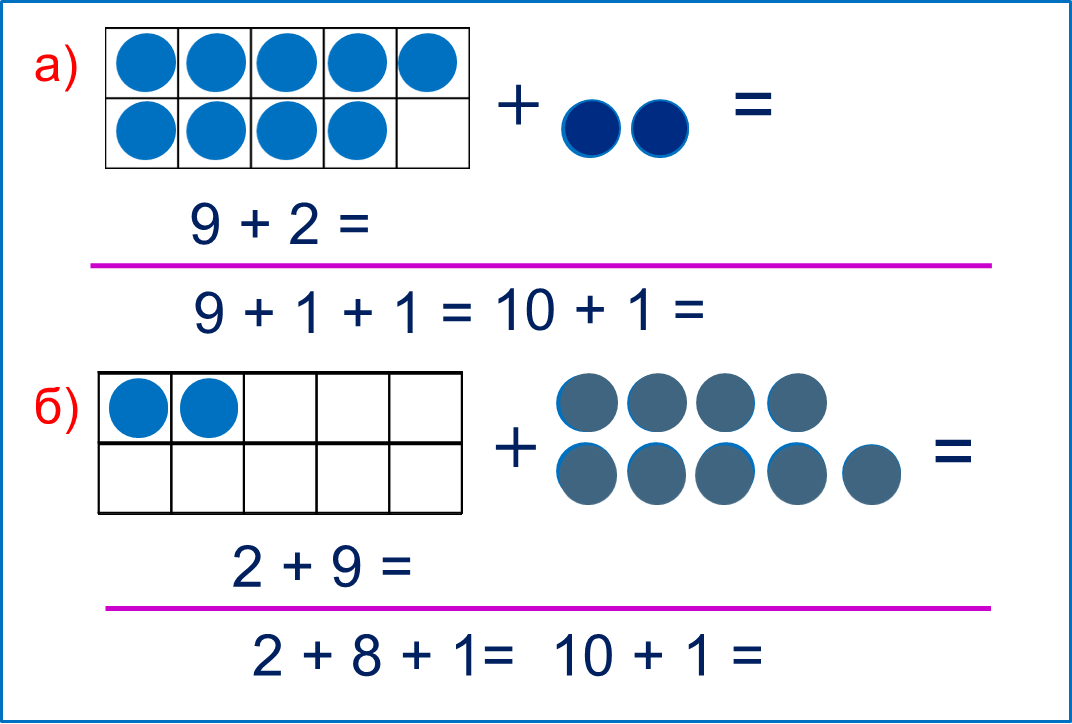 а) + =
9 + 2 =
9 + 1 + 1 = 10 + 1 =
б) + =
2 + 9 =
2 + 8 + 1= 10 + 1 =